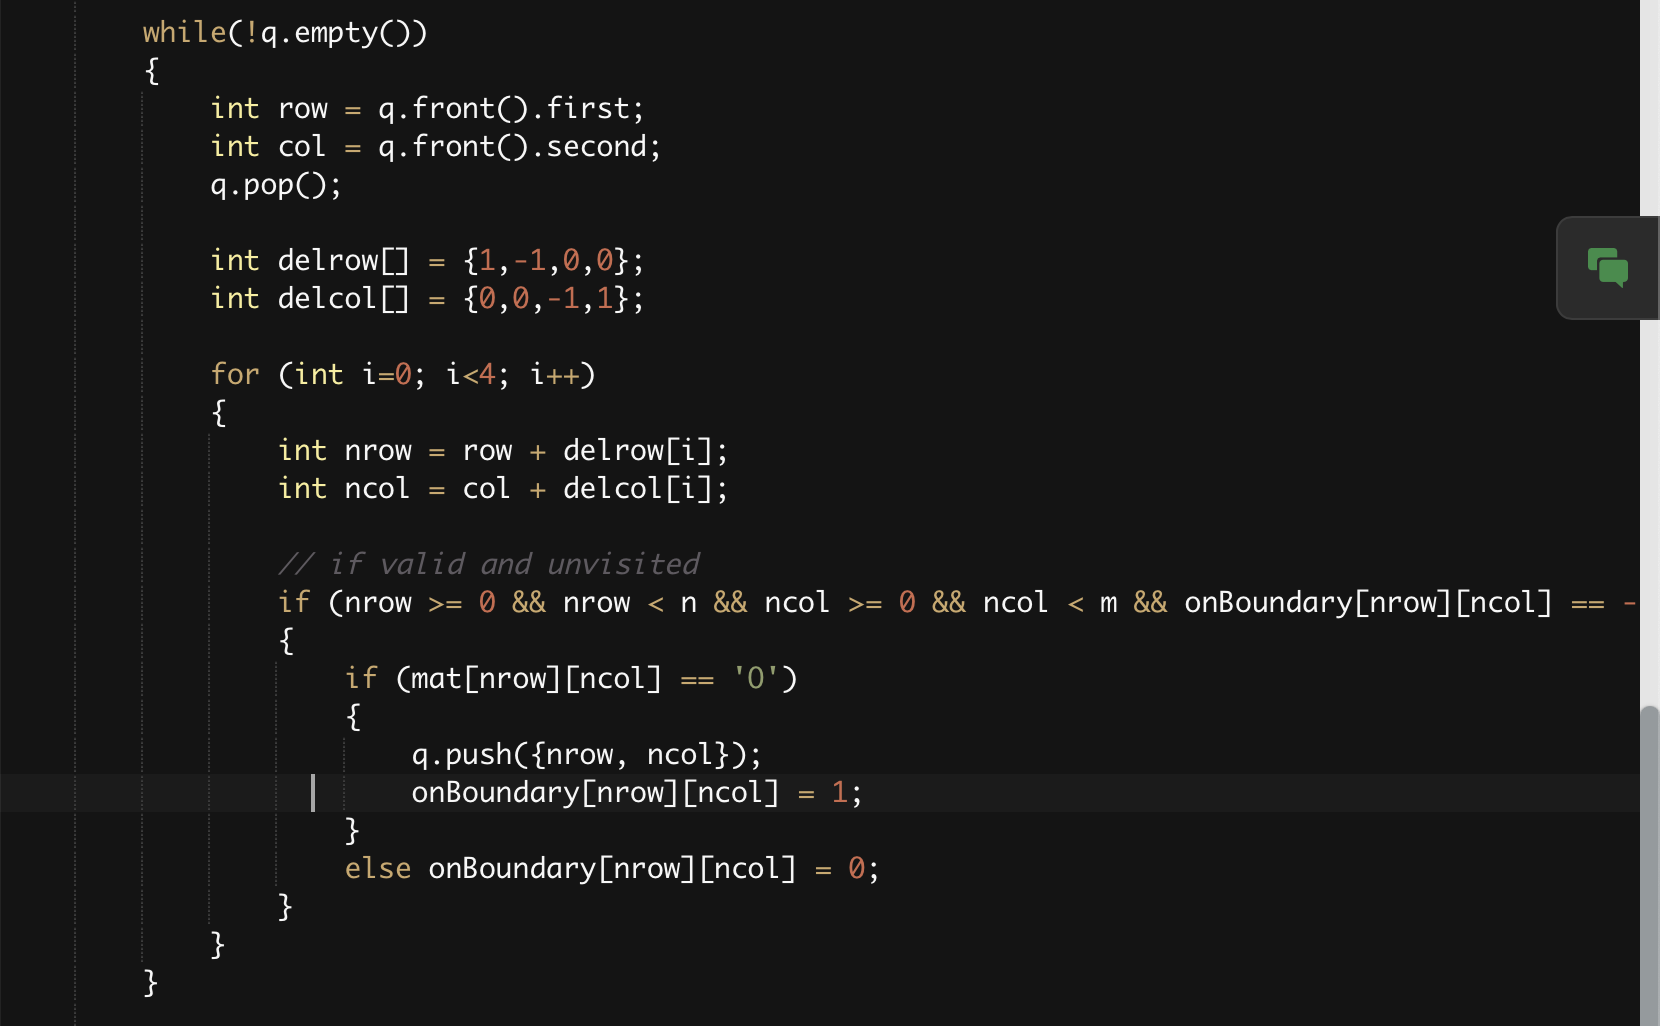 while(!q.empty())
{
int row = q.front().first;
int col = q.front().second;
q.pop();
int delrow[] = {1,-1,0,0};
int delcol[] = {0,0,-1,1};
for (int i=0; i<4; i++)
{
int nrow = row + delrow[i];
int ncol = col + delcol[i];
// if valid and unvisited
if (nrow >= 0 && nrow < n && ncol >= 0 && ncol < m && onBoundary[nrow][ncol] == -
{
if (mat[nrow][ncol] == 'O')
{
q.push({nrow, ncol});
onBoundary[nrow][ncol] = 1;
}
else onBoundary[nrow][ncol] = 0;
}
}
}